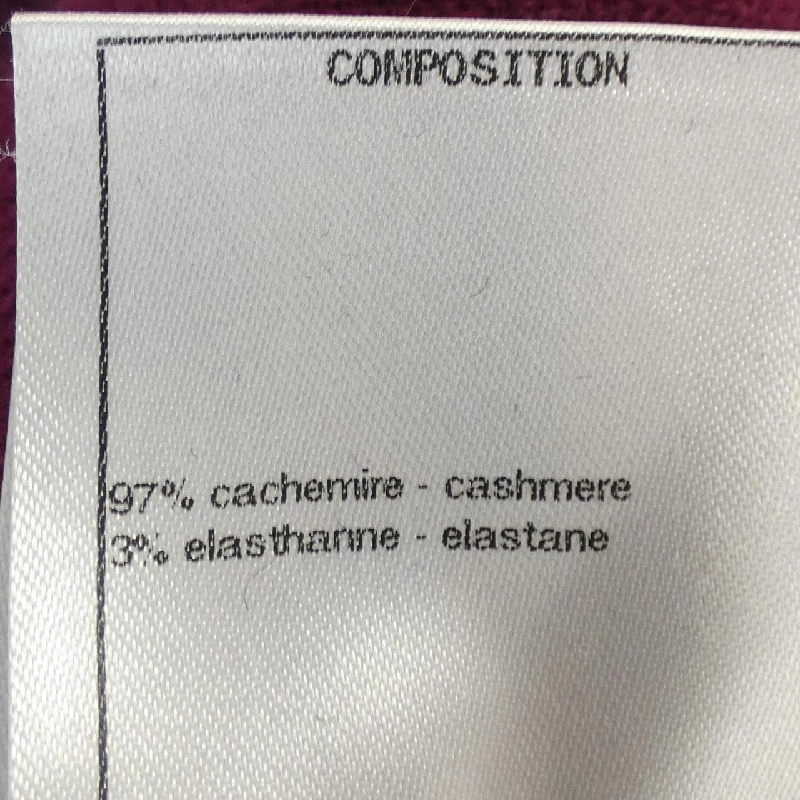 COMPOSITION
97% cachemire - cashmere
3% elasthanne - elastane